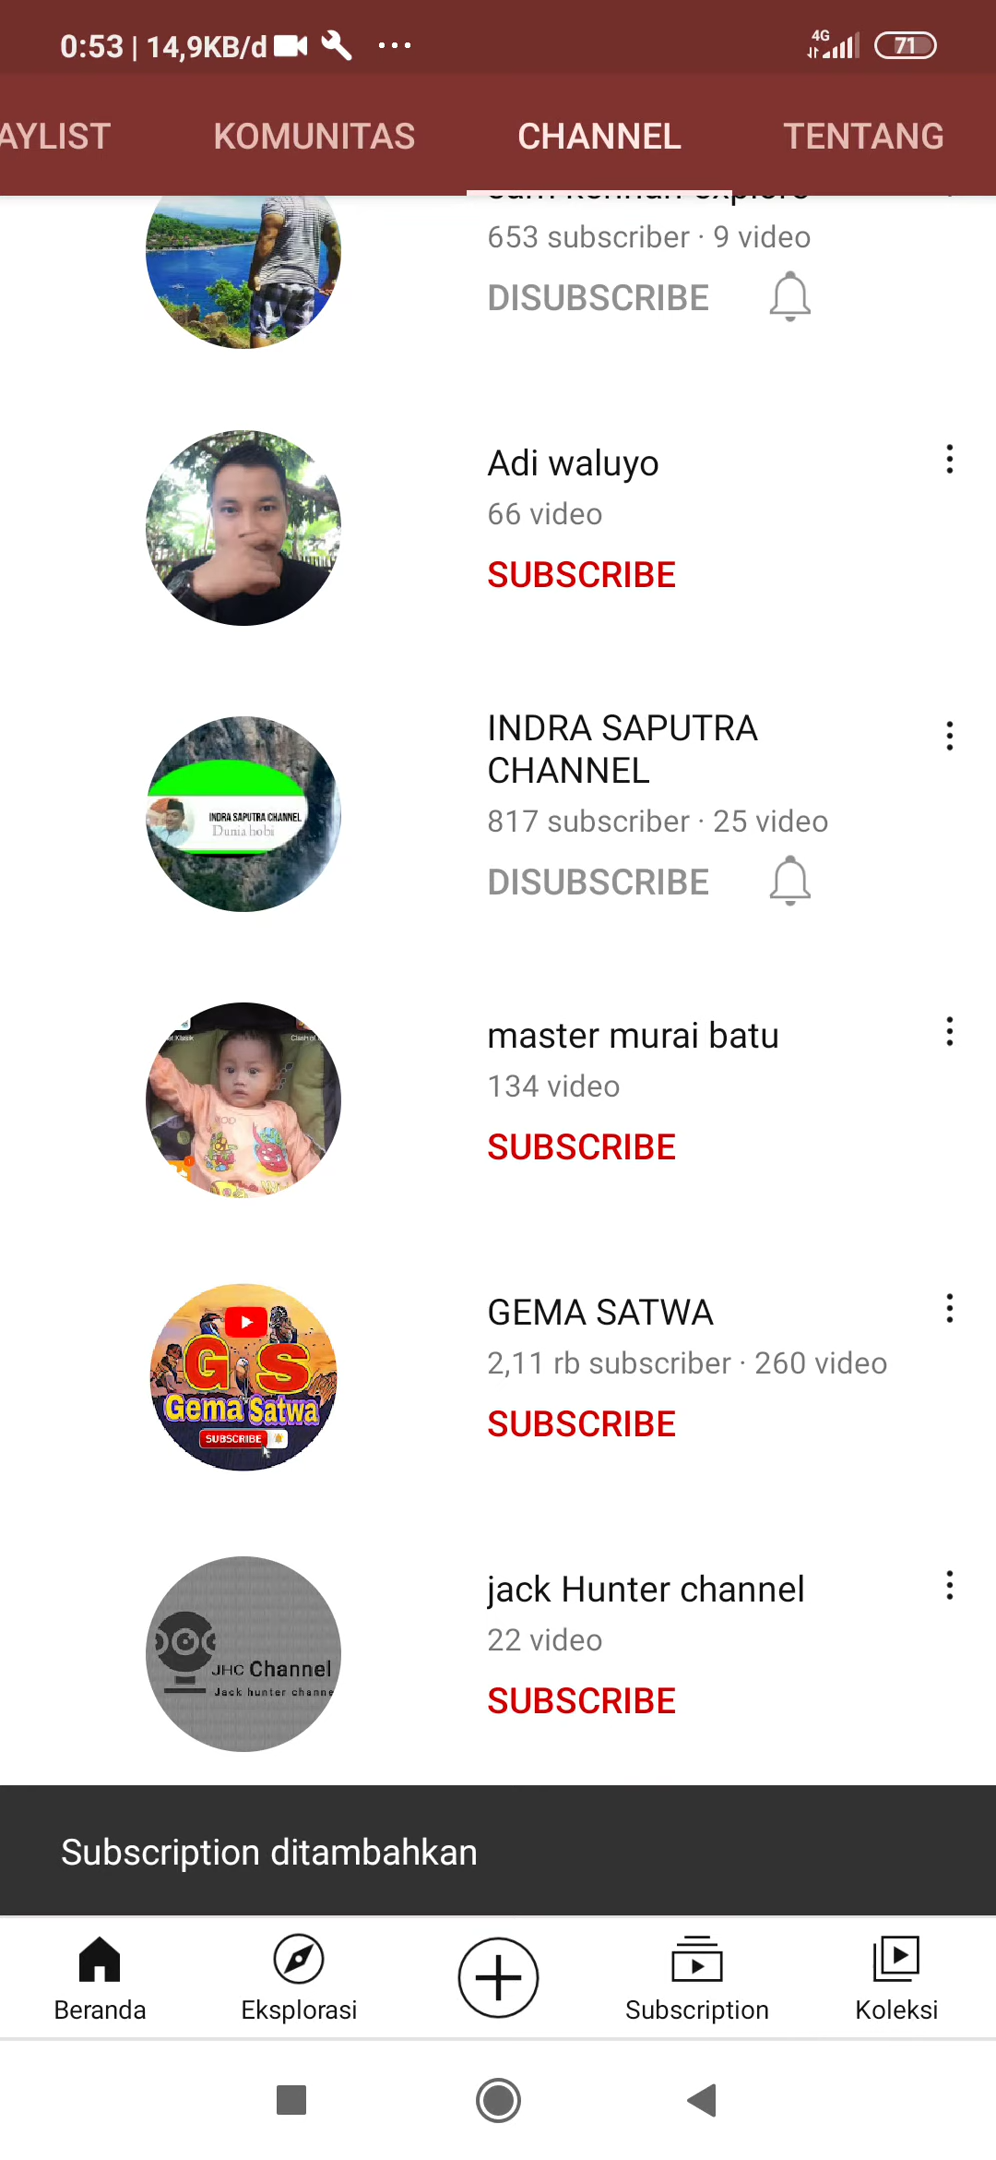 0:53 | 14,9KB/d
4G
71
AYLIST KOMUNITAS CHANNEL TENTANG
653 subscriber · 9 video
DISUBSCRIBE
Adi waluyo
66 video
SUBSCRIBE
INDRA SAPUTRA
CHANNEL
INDRA SAPUTRA CHANNEL
Dunia hobi
817 subscriber · 25 video
DISUBSCRIBE
master murai batu
134 video
SUBSCRIBE
GEMA SATWA
G S
Gema Satwa
SUBSCRIBE
2,11 rb subscriber · 260 video
SUBSCRIBE
jack Hunter channel
JHC Channel
Jack hunter channe
22 video
SUBSCRIBE
Subscription ditambahkan
Beranda Eksplorasi Subscription Koleksi